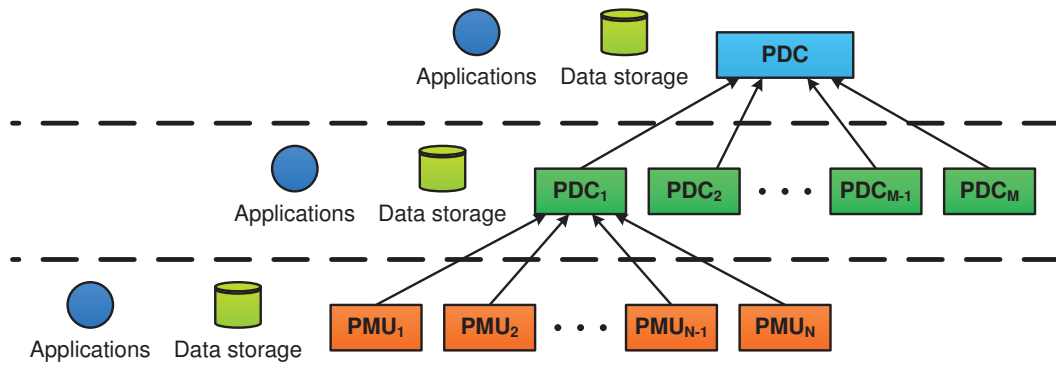 PDC
Applications Data storage
PDC₁ PDC₂ • • • PDCM-1 PDCM
Applications Data storage
PMU₁ PMU₂ • • • PMUN-1 PMUN
Applications Data storage